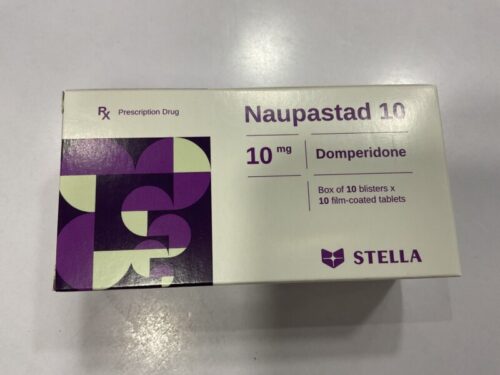 Rx Prescription Drug
Naupastad 10
10 mg Domperidone
Box of 10 blisters x
10 film-coated tablets
STELLA